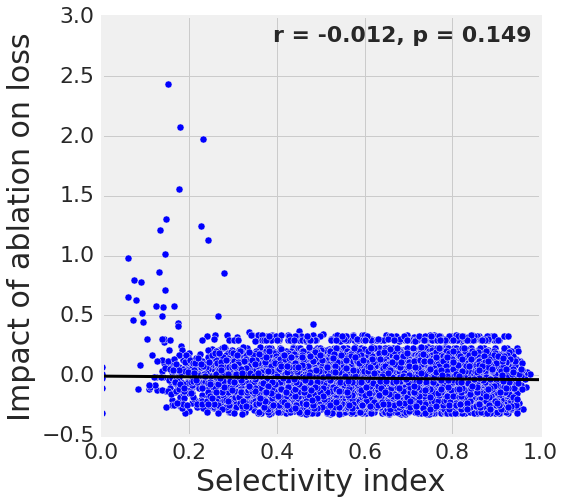 r = -0.012, p = 0.149
3.0
2.5
2.0
1.5
1.0
0.5
0.0
−0.5
Impact of ablation on loss
0.0 0.2 0.4 0.6 0.8 1.0
Selectivity index